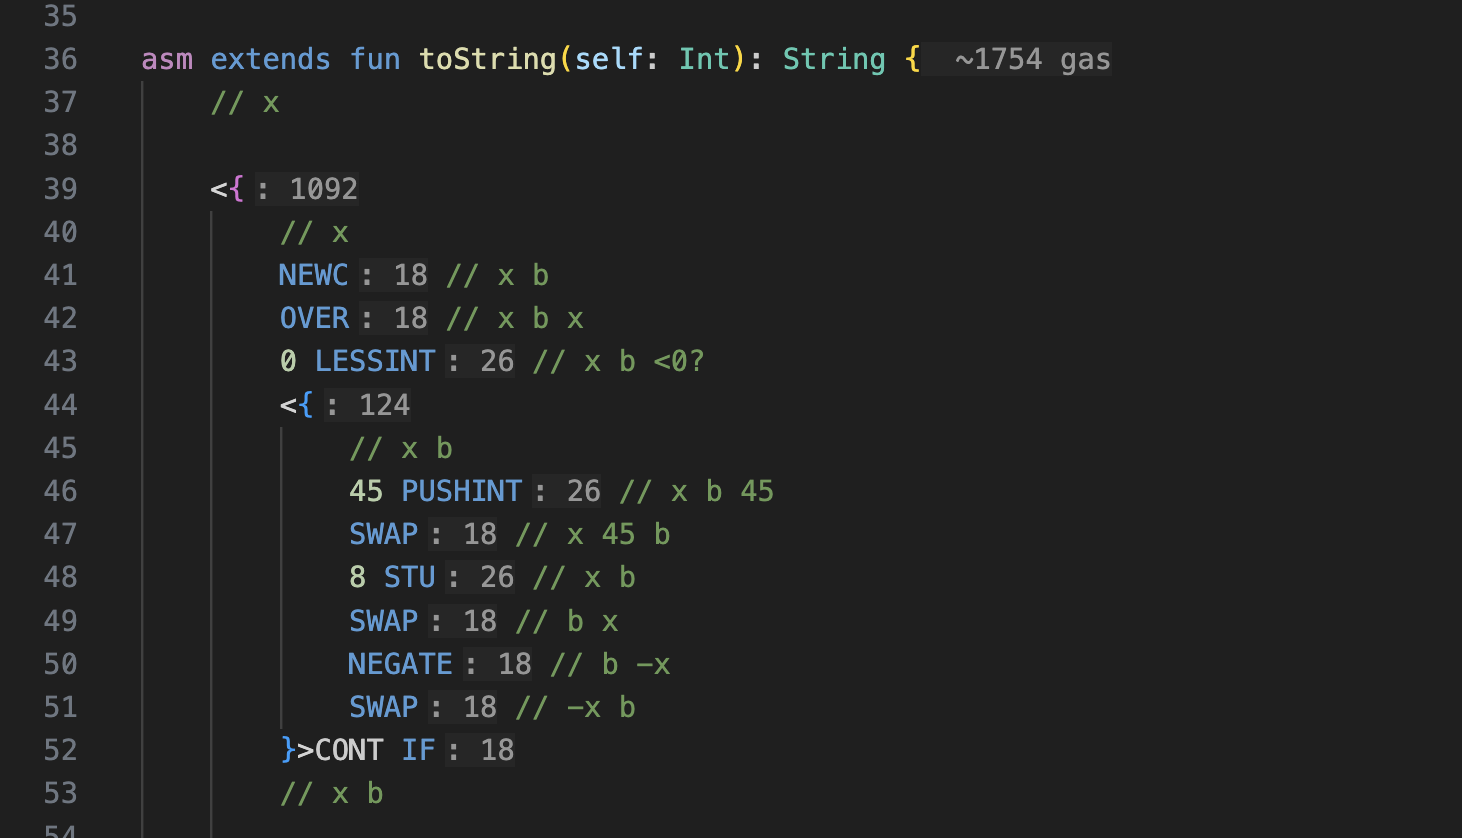 35
36 asm extends fun toString(self: Int): String { ~1754 gas
37 // x
38
39 <{ : 1092
40 // x
41 NEWC : 18 // x b
42 OVER : 18 // x b x
43 0 LESSINT : 26 // x b <0?
44 <{ : 124
45 // x b
46 45 PUSHINT : 26 // x b 45
47 SWAP : 18 // x 45 b
48 8 STU : 26 // x b
49 SWAP : 18 // b x
50 NEGATE : 18 // b -x
51 SWAP : 18 // -x b
52 }>CONT IF : 18
53 // x b
54